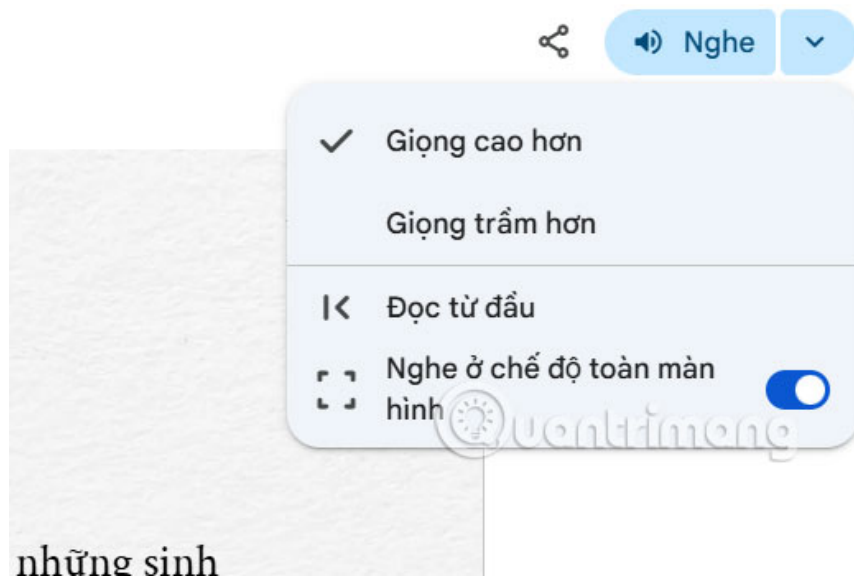 Nghe
Giọng cao hơn
Giọng trầm hơn
Đọc từ đầu
Nghe ở chế độ toàn màn
hình
Quantrimang
những sinh